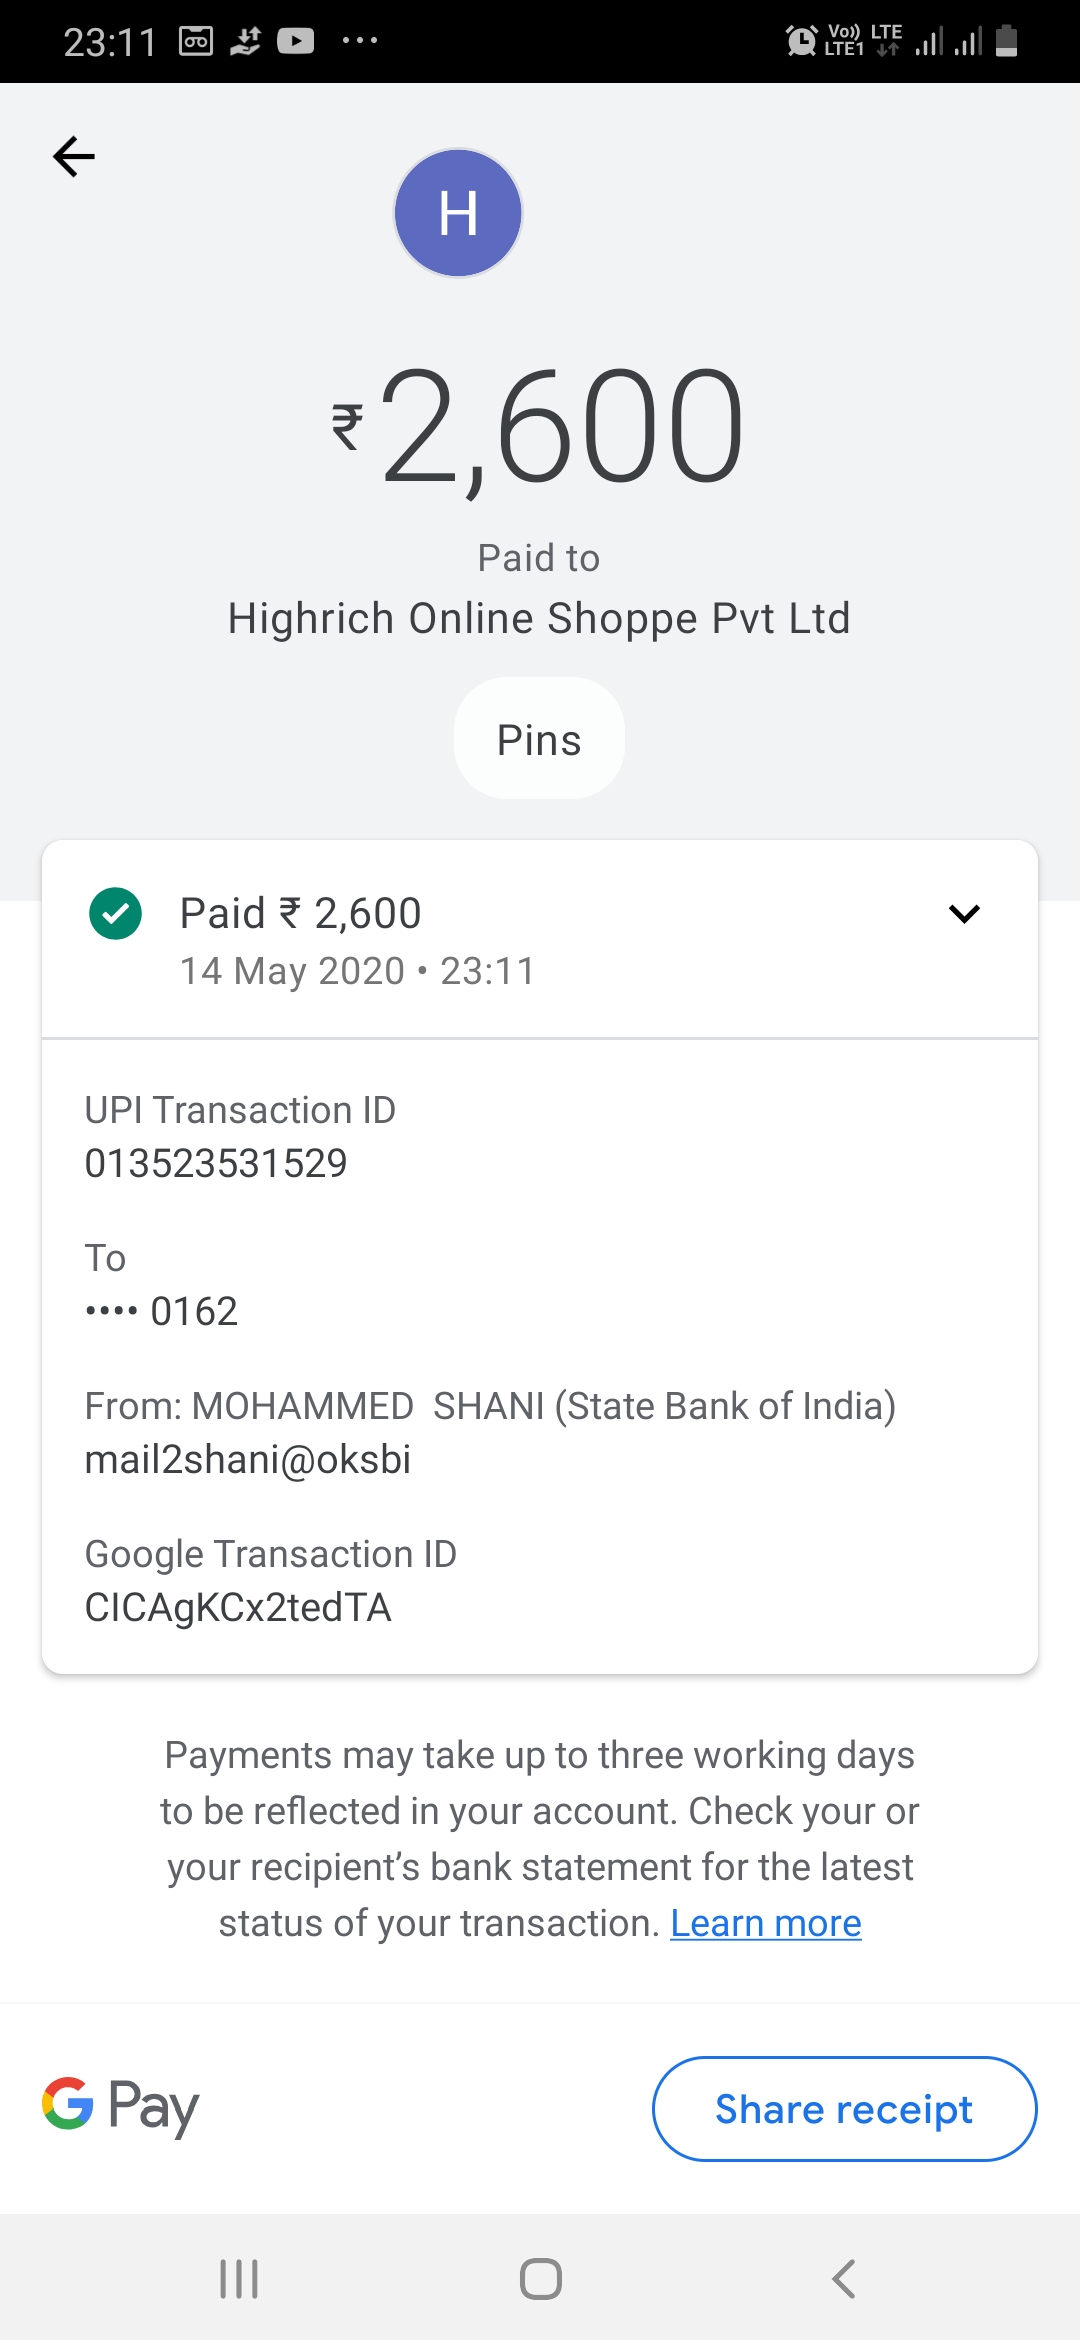 23:11
Vo)) LTE
LTE1
H
₹2,600
Paid to
Highrich Online Shoppe Pvt Ltd
Pins
Paid ₹ 2,600
14 May 2020 • 23:11
UPI Transaction ID
013523531529
To
•••• 0162
From: MOHAMMED  SHANI (State Bank of India)
mail2shani@oksbi
Google Transaction ID
CICAgKCx2tedTA
Payments may take up to three working days
to be reflected in your account. Check your or
your recipient’s bank statement for the latest
status of your transaction. Learn more
G Pay
Share receipt